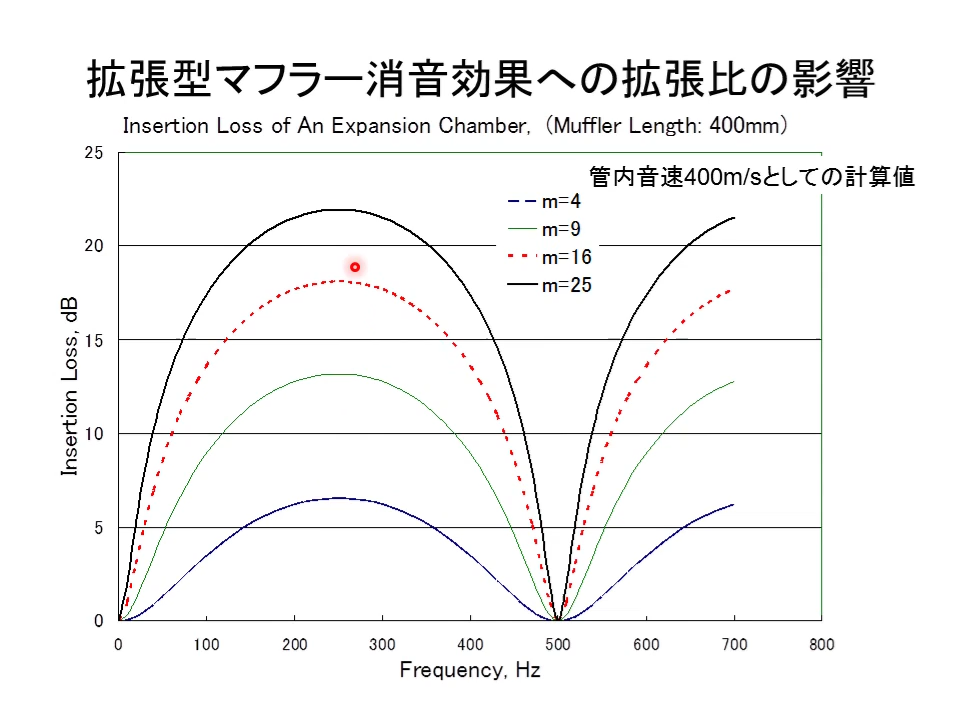 拡張型マフラー消音効果への拡張比の影響
Insertion Loss of An Expansion Chamber, (Muffler Length: 400mm)
管内音速400m/sとしての計算値
m=4
m=9
m=16
m=25
25
20
15
10
5
0
Insertion Loss, dB
0 100 200 300 400 500 600 700 800
Frequency, Hz